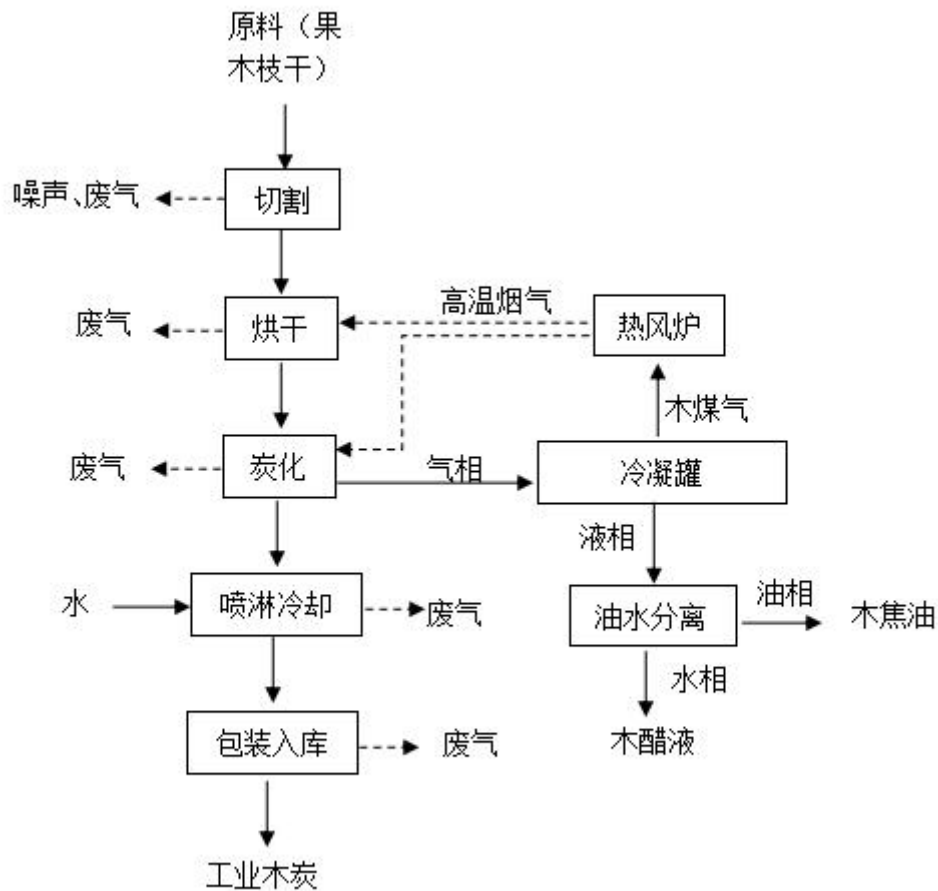 原料（果
木枝干）
噪声、废气
切割
高温烟气
废气
烘干
热风炉
木煤气
废气
炭化
气相
冷凝罐
液相
水
喷淋冷却
废气
油水分离
油相
木焦油
水相
包装入库
废气
木醋液
工业木炭